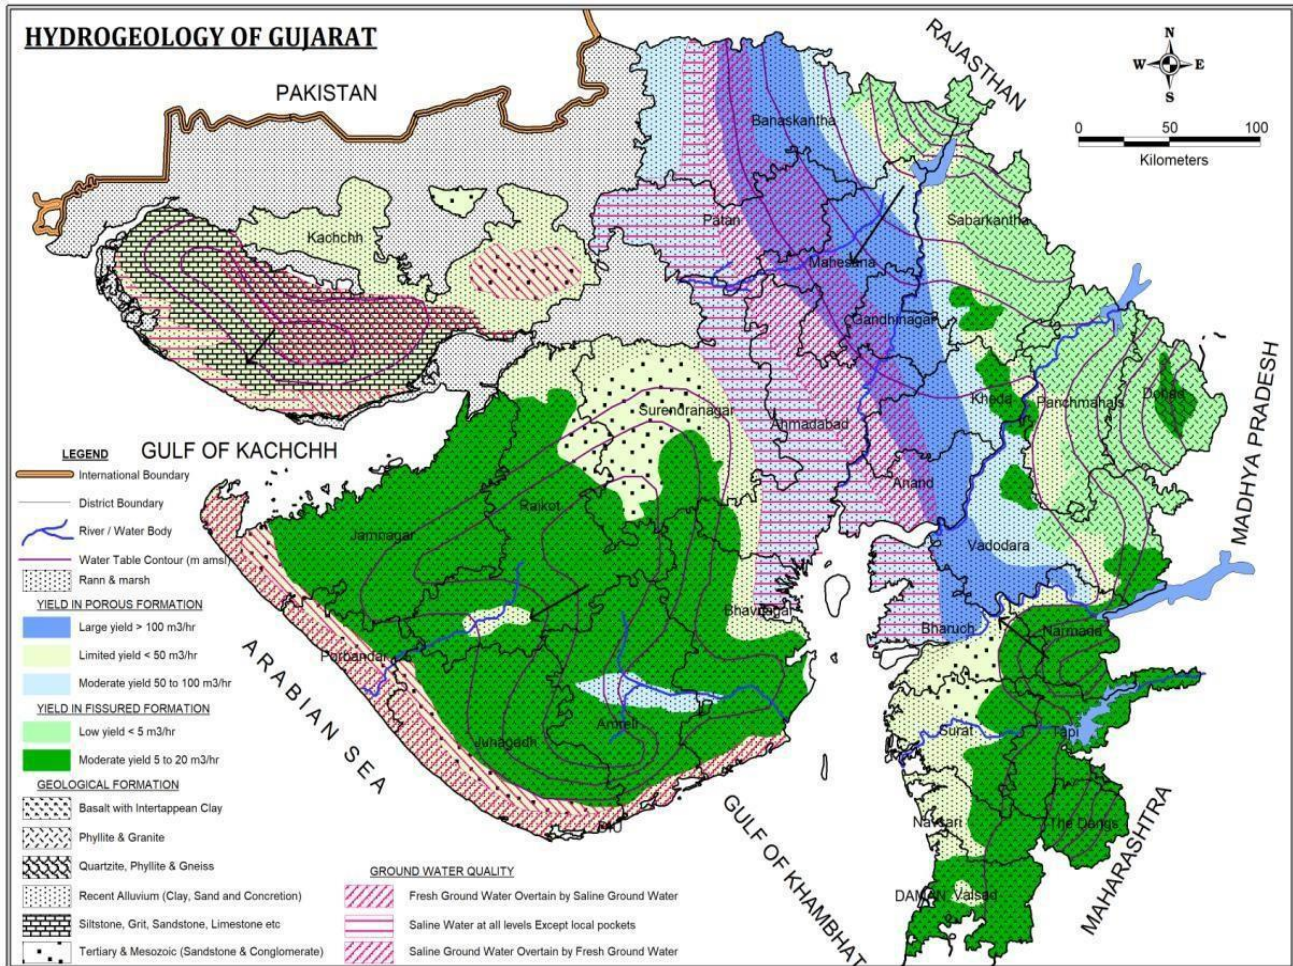 HYDROGEOLOGY OF GUJARAT
PAKISTAN
RAJASTHAN
N
W E
S
0 50 100
Kilometers
Banaskantha
Patan
Sabarkantha
Kachchh
Mahesana
Gandhinagar
Surendranagar
Ahmadabad
Kheda
Panchmahals
Dohad
MADHYA PRADESH
GULF OF KACHCHH
Rajkot
Anand
Jamnagar
Vadodara
Bhavnagar
Bharuch
Narmada
Porbandar
ARABIAN SEA
Amreli
Junagadh
Surat
Tapi
DIU
Navsari
The Dangs
GULF OF KHAMBHAT
MAHARASHTRA
DAMAN
Valsad
LEGEND
International Boundary
District Boundary
River / Water Body
Water Table Contour (m amsl)
Rann & marsh
YIELD IN POROUS FORMATION
Large yield > 100 m3/hr
Limited yield < 50 m3/hr
Moderate yield 50 to 100 m3/hr
YIELD IN FISSURED FORMATION
Low yield < 5 m3/hr
Moderate yield 5 to 20 m3/hr
GEOLOGICAL FORMATION
Basalt with Intertappean Clay
Phyllite & Granite
Quartzite, Phyllite & Gneiss
Recent Alluvium (Clay, Sand and Concretion)
Siltstone, Grit, Sandstone, Limestone etc
Tertiary & Mesozoic (Sandstone & Conglomerate)
GROUND WATER QUALITY
Fresh Ground Water Overtain by Saline Ground Water
Saline Water at all levels Except local pockets
Saline Ground Water Overtain by Fresh Ground Water